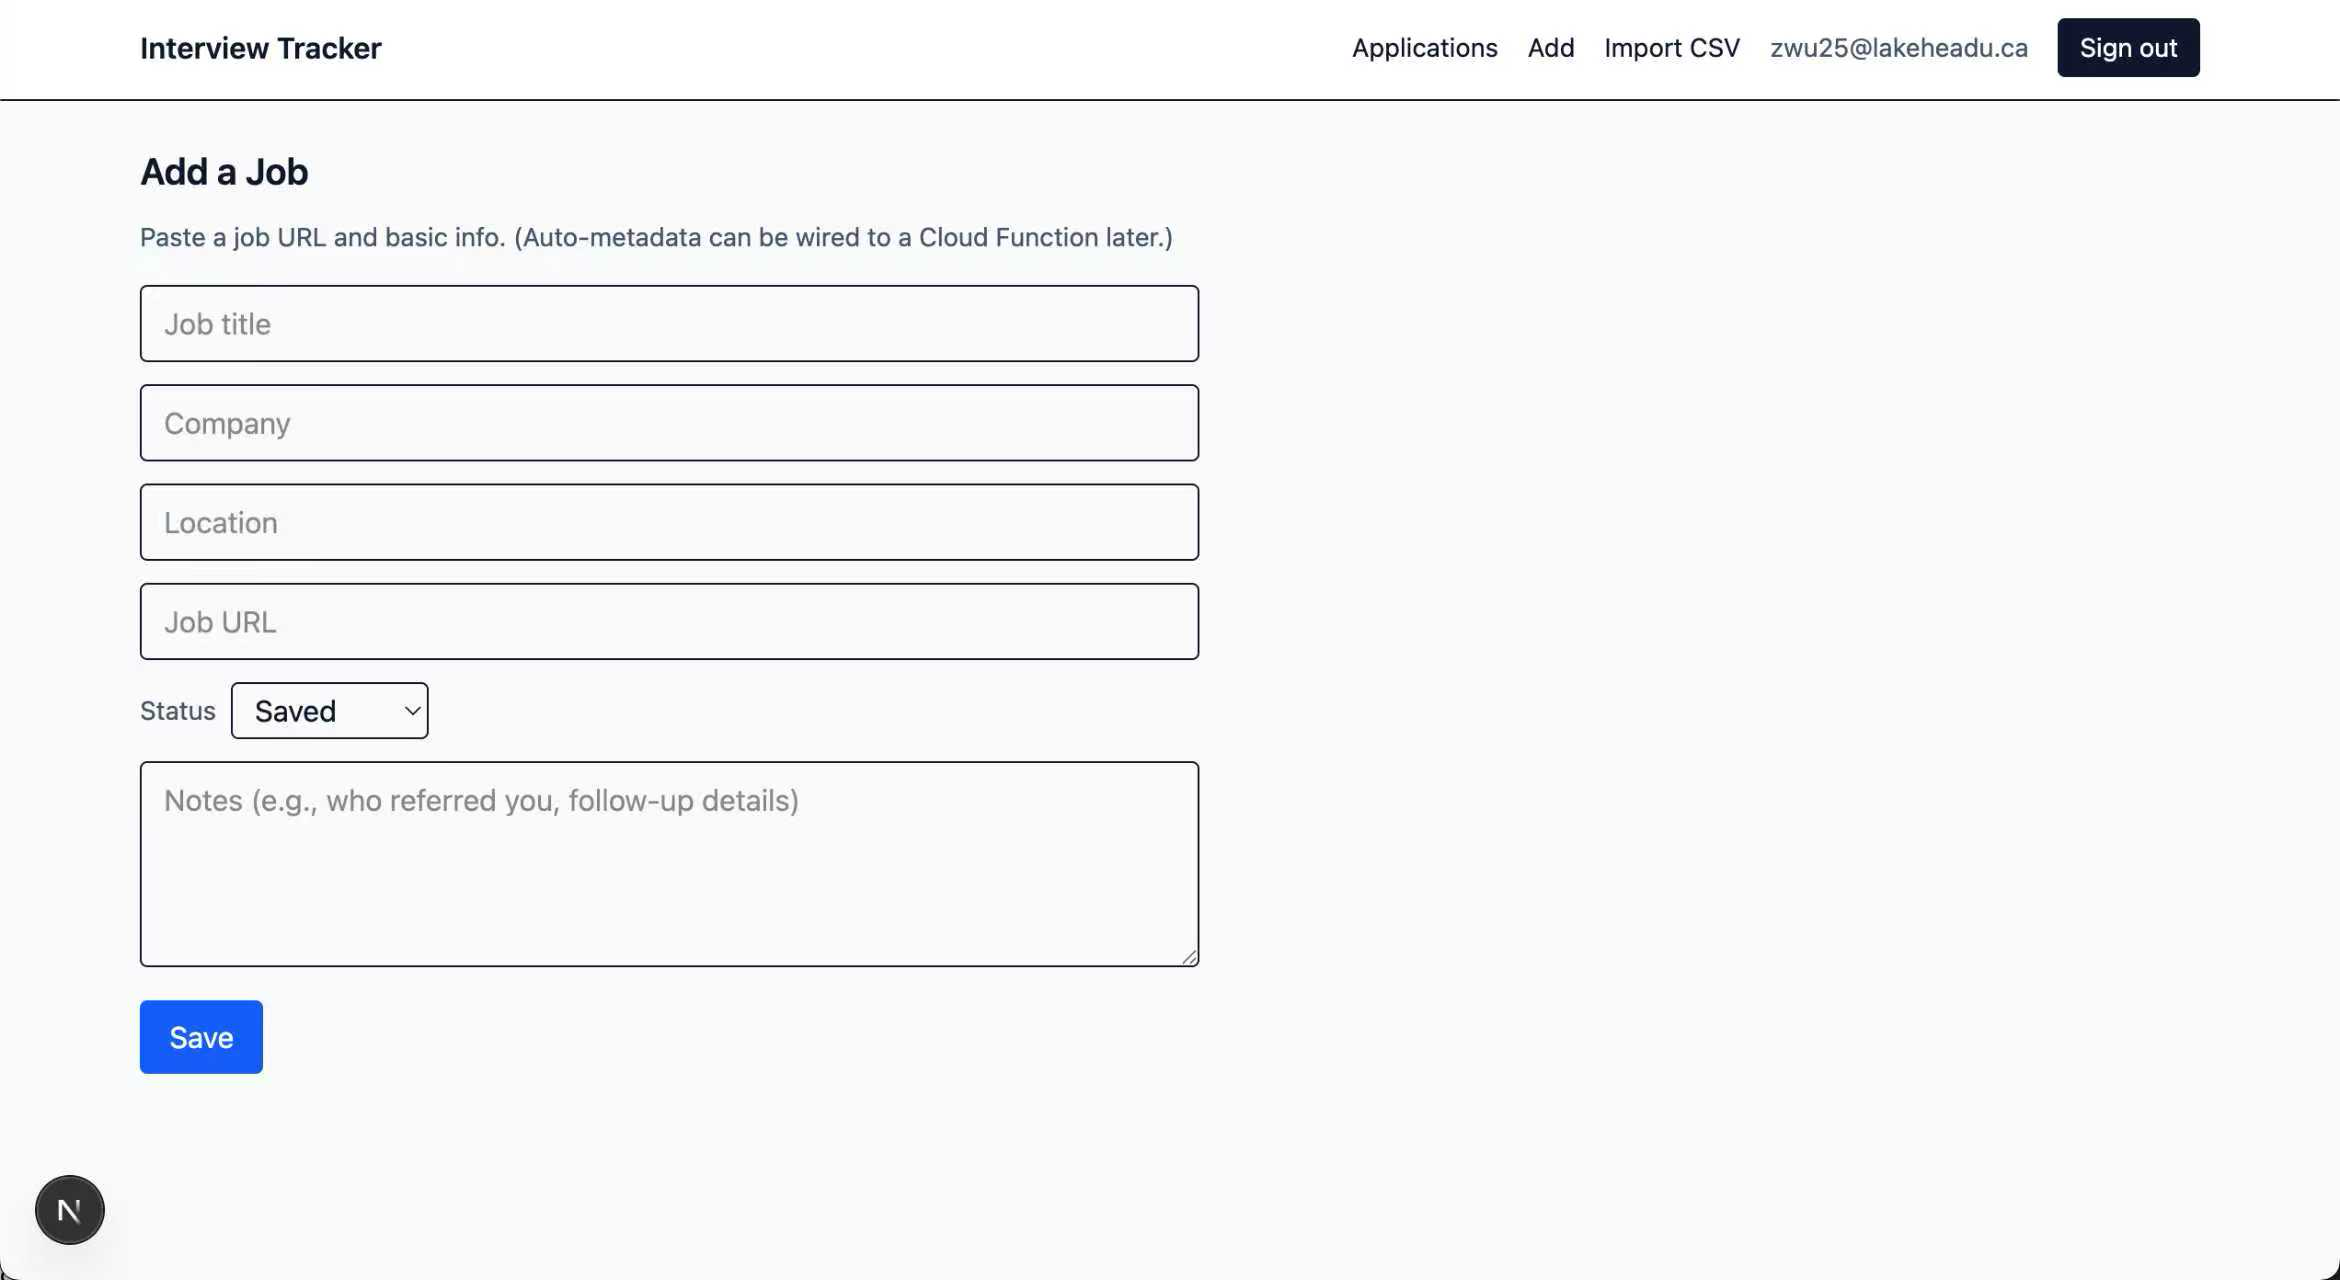 Interview Tracker Applications Add Import CSV zwu25@lakeheadu.ca Sign out
Add a Job
Paste a job URL and basic info. (Auto-metadata can be wired to a Cloud Function later.)
Job title
Company
Location
Job URL
Status Saved
Notes (e.g., who referred you, follow-up details)
Save
N